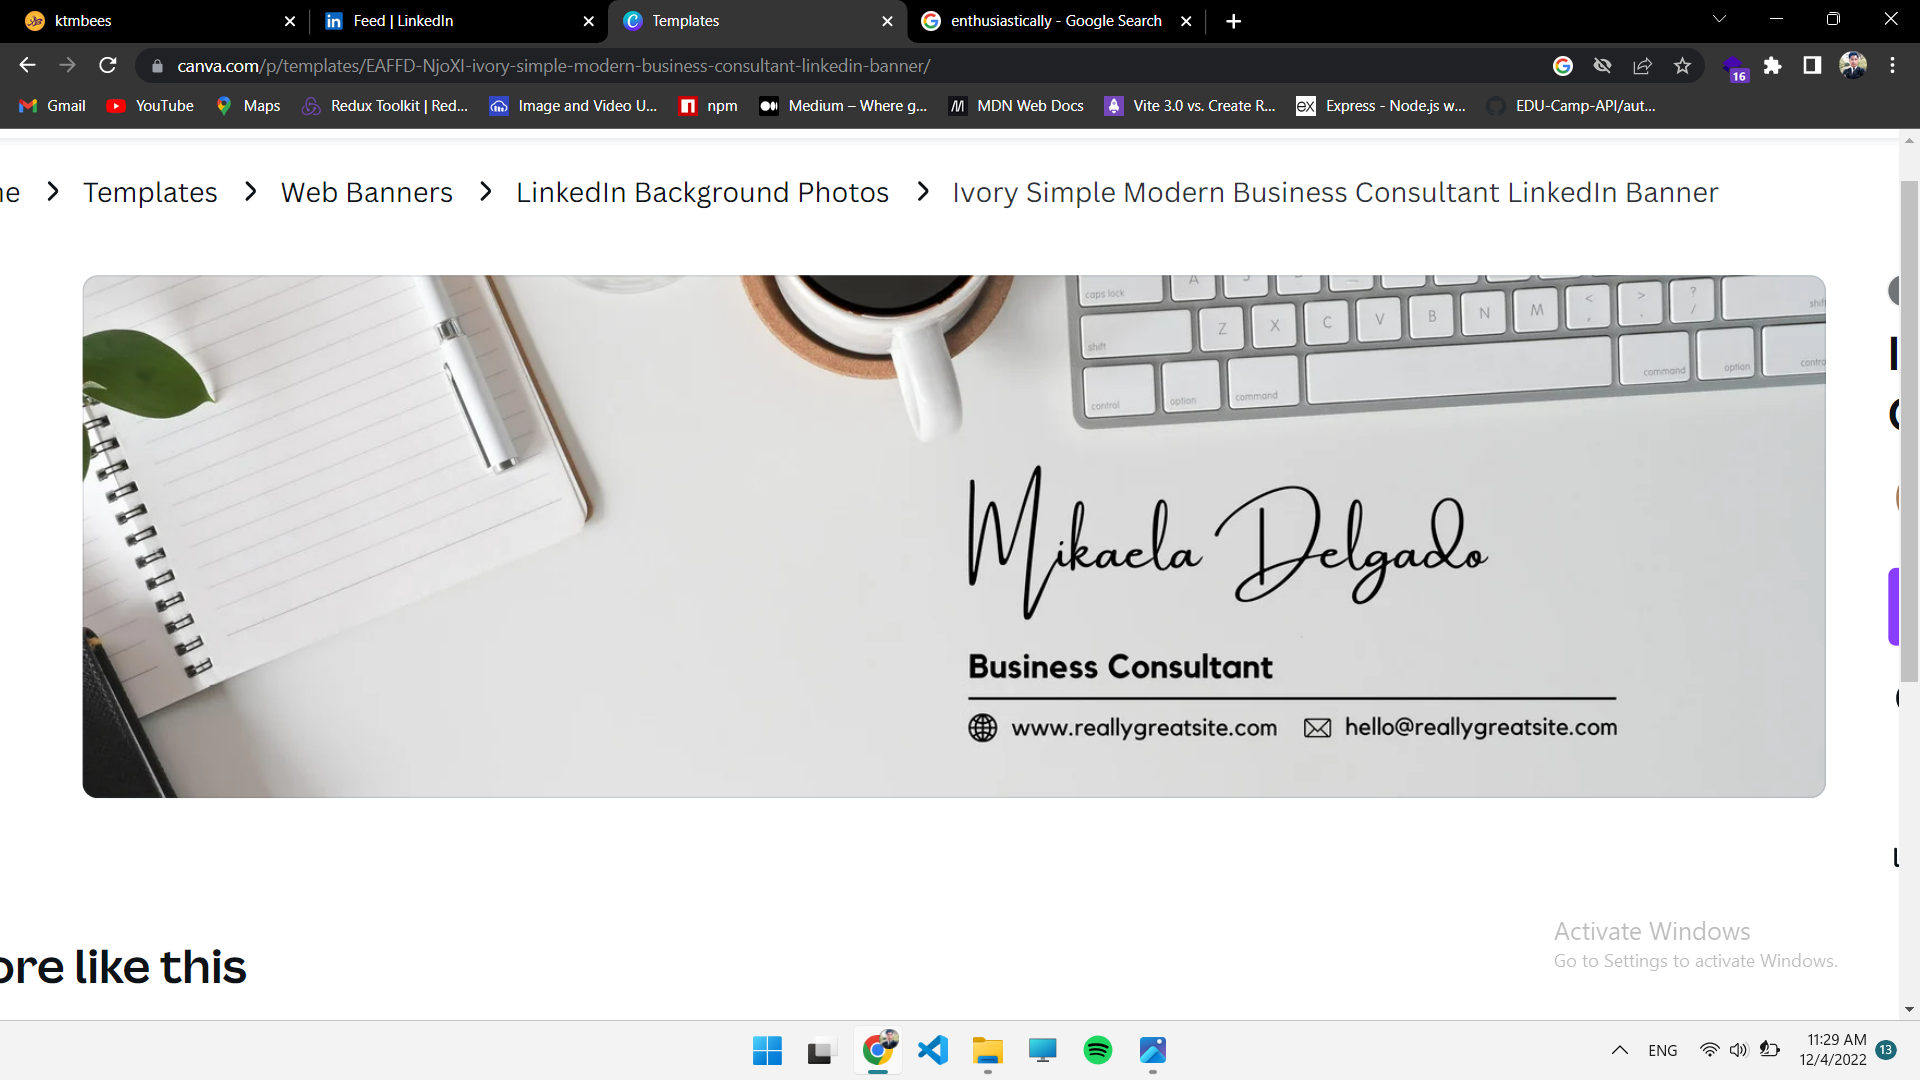 ktmbees
Feed | LinkedIn
Templates
enthusiastically - Google Search
canva.com/p/templates/EAFFD-NjoXI-ivory-simple-modern-business-consultant-linkedin-banner/
16
Gmail
YouTube
Maps
Redux Toolkit | Red...
Image and Video U...
npm
Medium – Where g...
MDN Web Docs
Vite 3.0 vs. Create R...
Express - Node.js w...
EDU-Camp-API/aut...
me > Templates > Web Banners > LinkedIn Background Photos > Ivory Simple Modern Business Consultant LinkedIn Banner
caps lock A
shift Z X C V B N M < , > . ? / shift
control option command command option contro
Mikaela Delgado
Business Consultant
www.reallygreatsite.com
hello@reallygreatsite.com
Activate Windows
Go to Settings to activate Windows.
ore like this
ENG
11:29 AM
12/4/2022
13